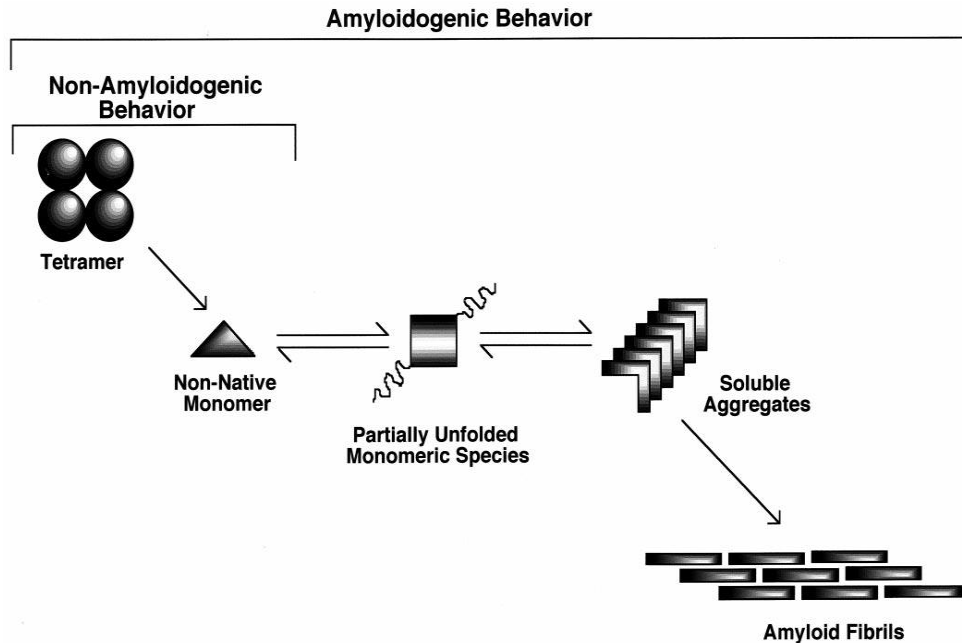 Amyloidogenic Behavior
Non-Amyloidogenic
Behavior
Tetramer
Non-Native
Monomer
Partially Unfolded
Monomeric Species
Soluble
Aggregates
Amyloid Fibrils